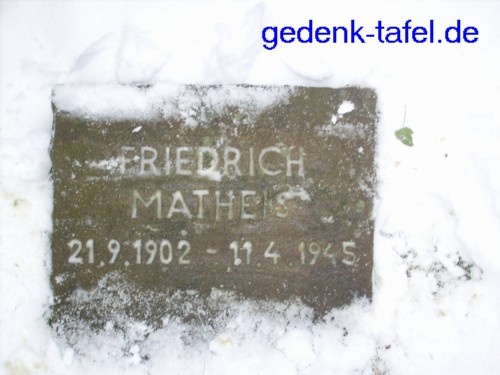 gedenk-tafel.de
FRIEDRICH
MATHEIS
21.9.1902 - 11.4.1945